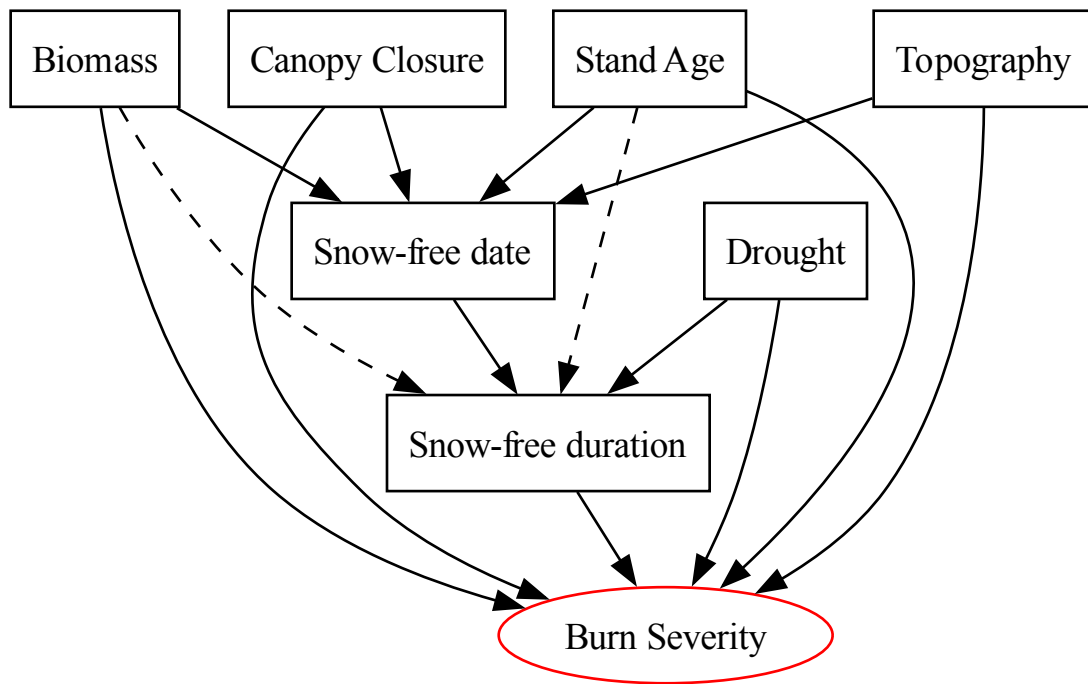 Biomass
Canopy Closure
Stand Age
Topography
Snow-free date
Drought
Snow-free duration
Burn Severity